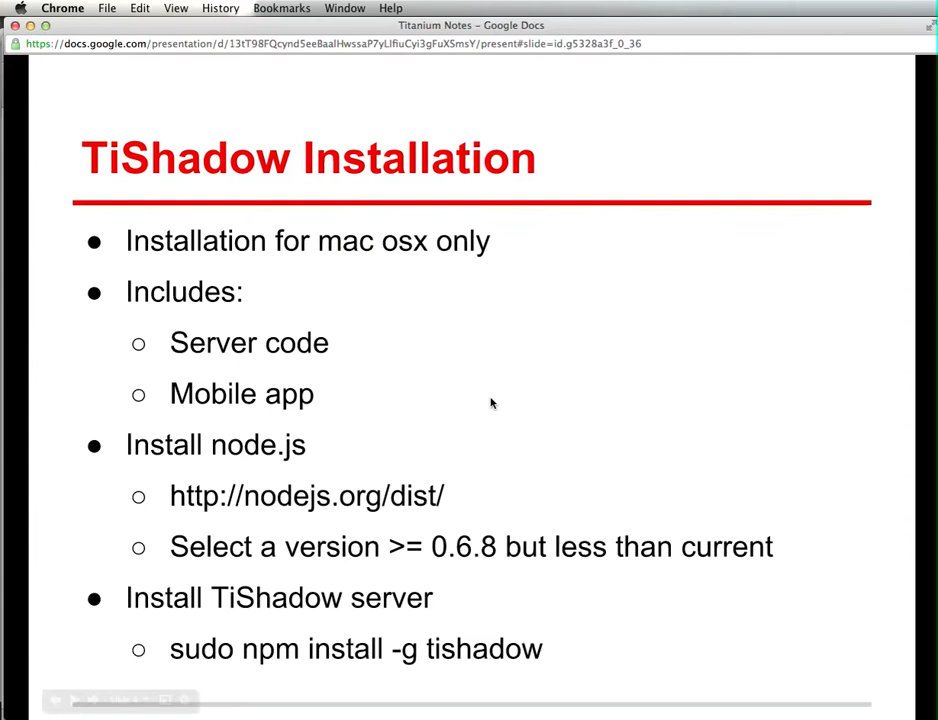 Chrome File Edit View History Bookmarks Window Help
Titanium Notes – Google Docs
https://docs.google.com/presentation/d/13tT98FQcynd5eeBaalHwssaP7yLlfiuCyi3gFuXSmsY/present#slide=id.g5328a3f_0_36
TiShadow Installation
● Installation for mac osx only
● Includes:
○ Server code
○ Mobile app
● Install node.js
○ http://nodejs.org/dist/
○ Select a version >= 0.6.8 but less than current
● Install TiShadow server
○ sudo npm install -g tishadow